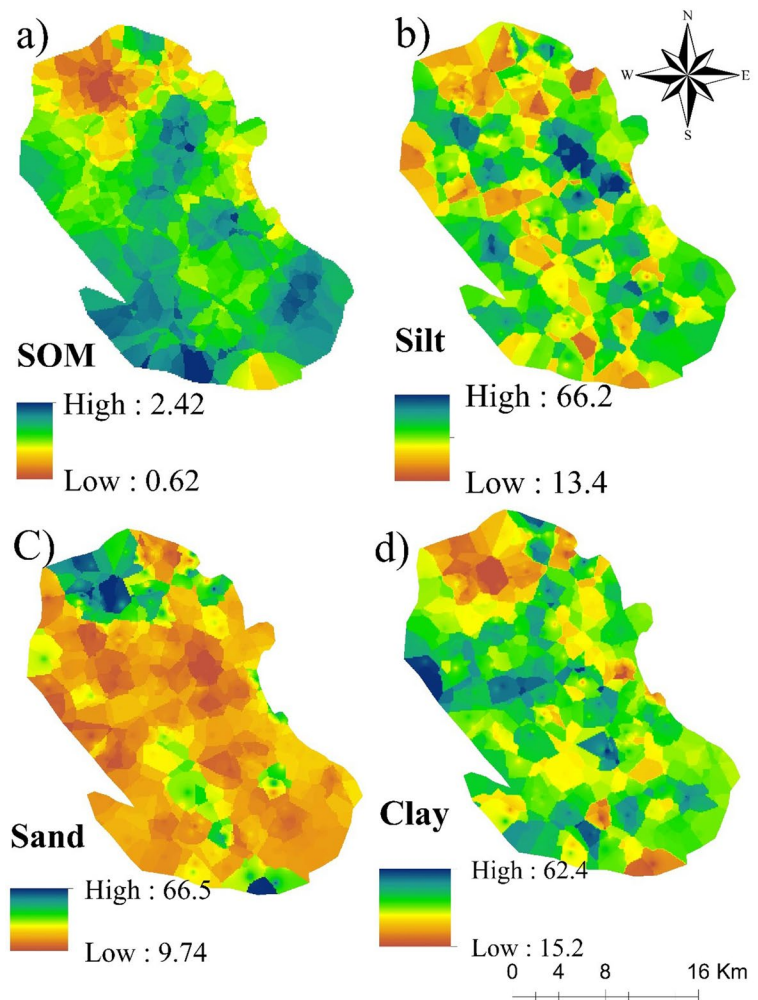 a)
b)
N
W
E
S
SOM
High : 2.42
Low : 0.62
Silt
High : 66.2
Low : 13.4
C)
d)
Sand
High : 66.5
Low : 9.74
Clay
High : 62.4
Low : 15.2
0 4 8 16 Km